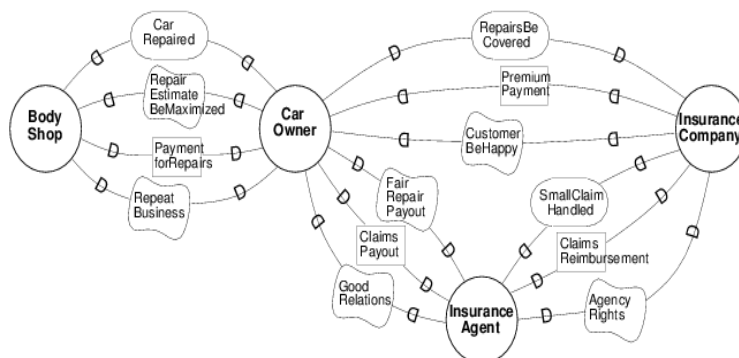 Car
Repaired
RepairsBe
Covered
Repair
Estimate
BeMaximized
Premium
Payment
Body
Shop
Car
Owner
Insurance
Company
Customer
BeHappy
Payment
forRepairs
Repeat
Business
Fair
Repair
Payout
SmallClaim
Handled
Claims
Payout
Claims
Reimbursement
Good
Relations
Insurance
Agent
Agency
Rights